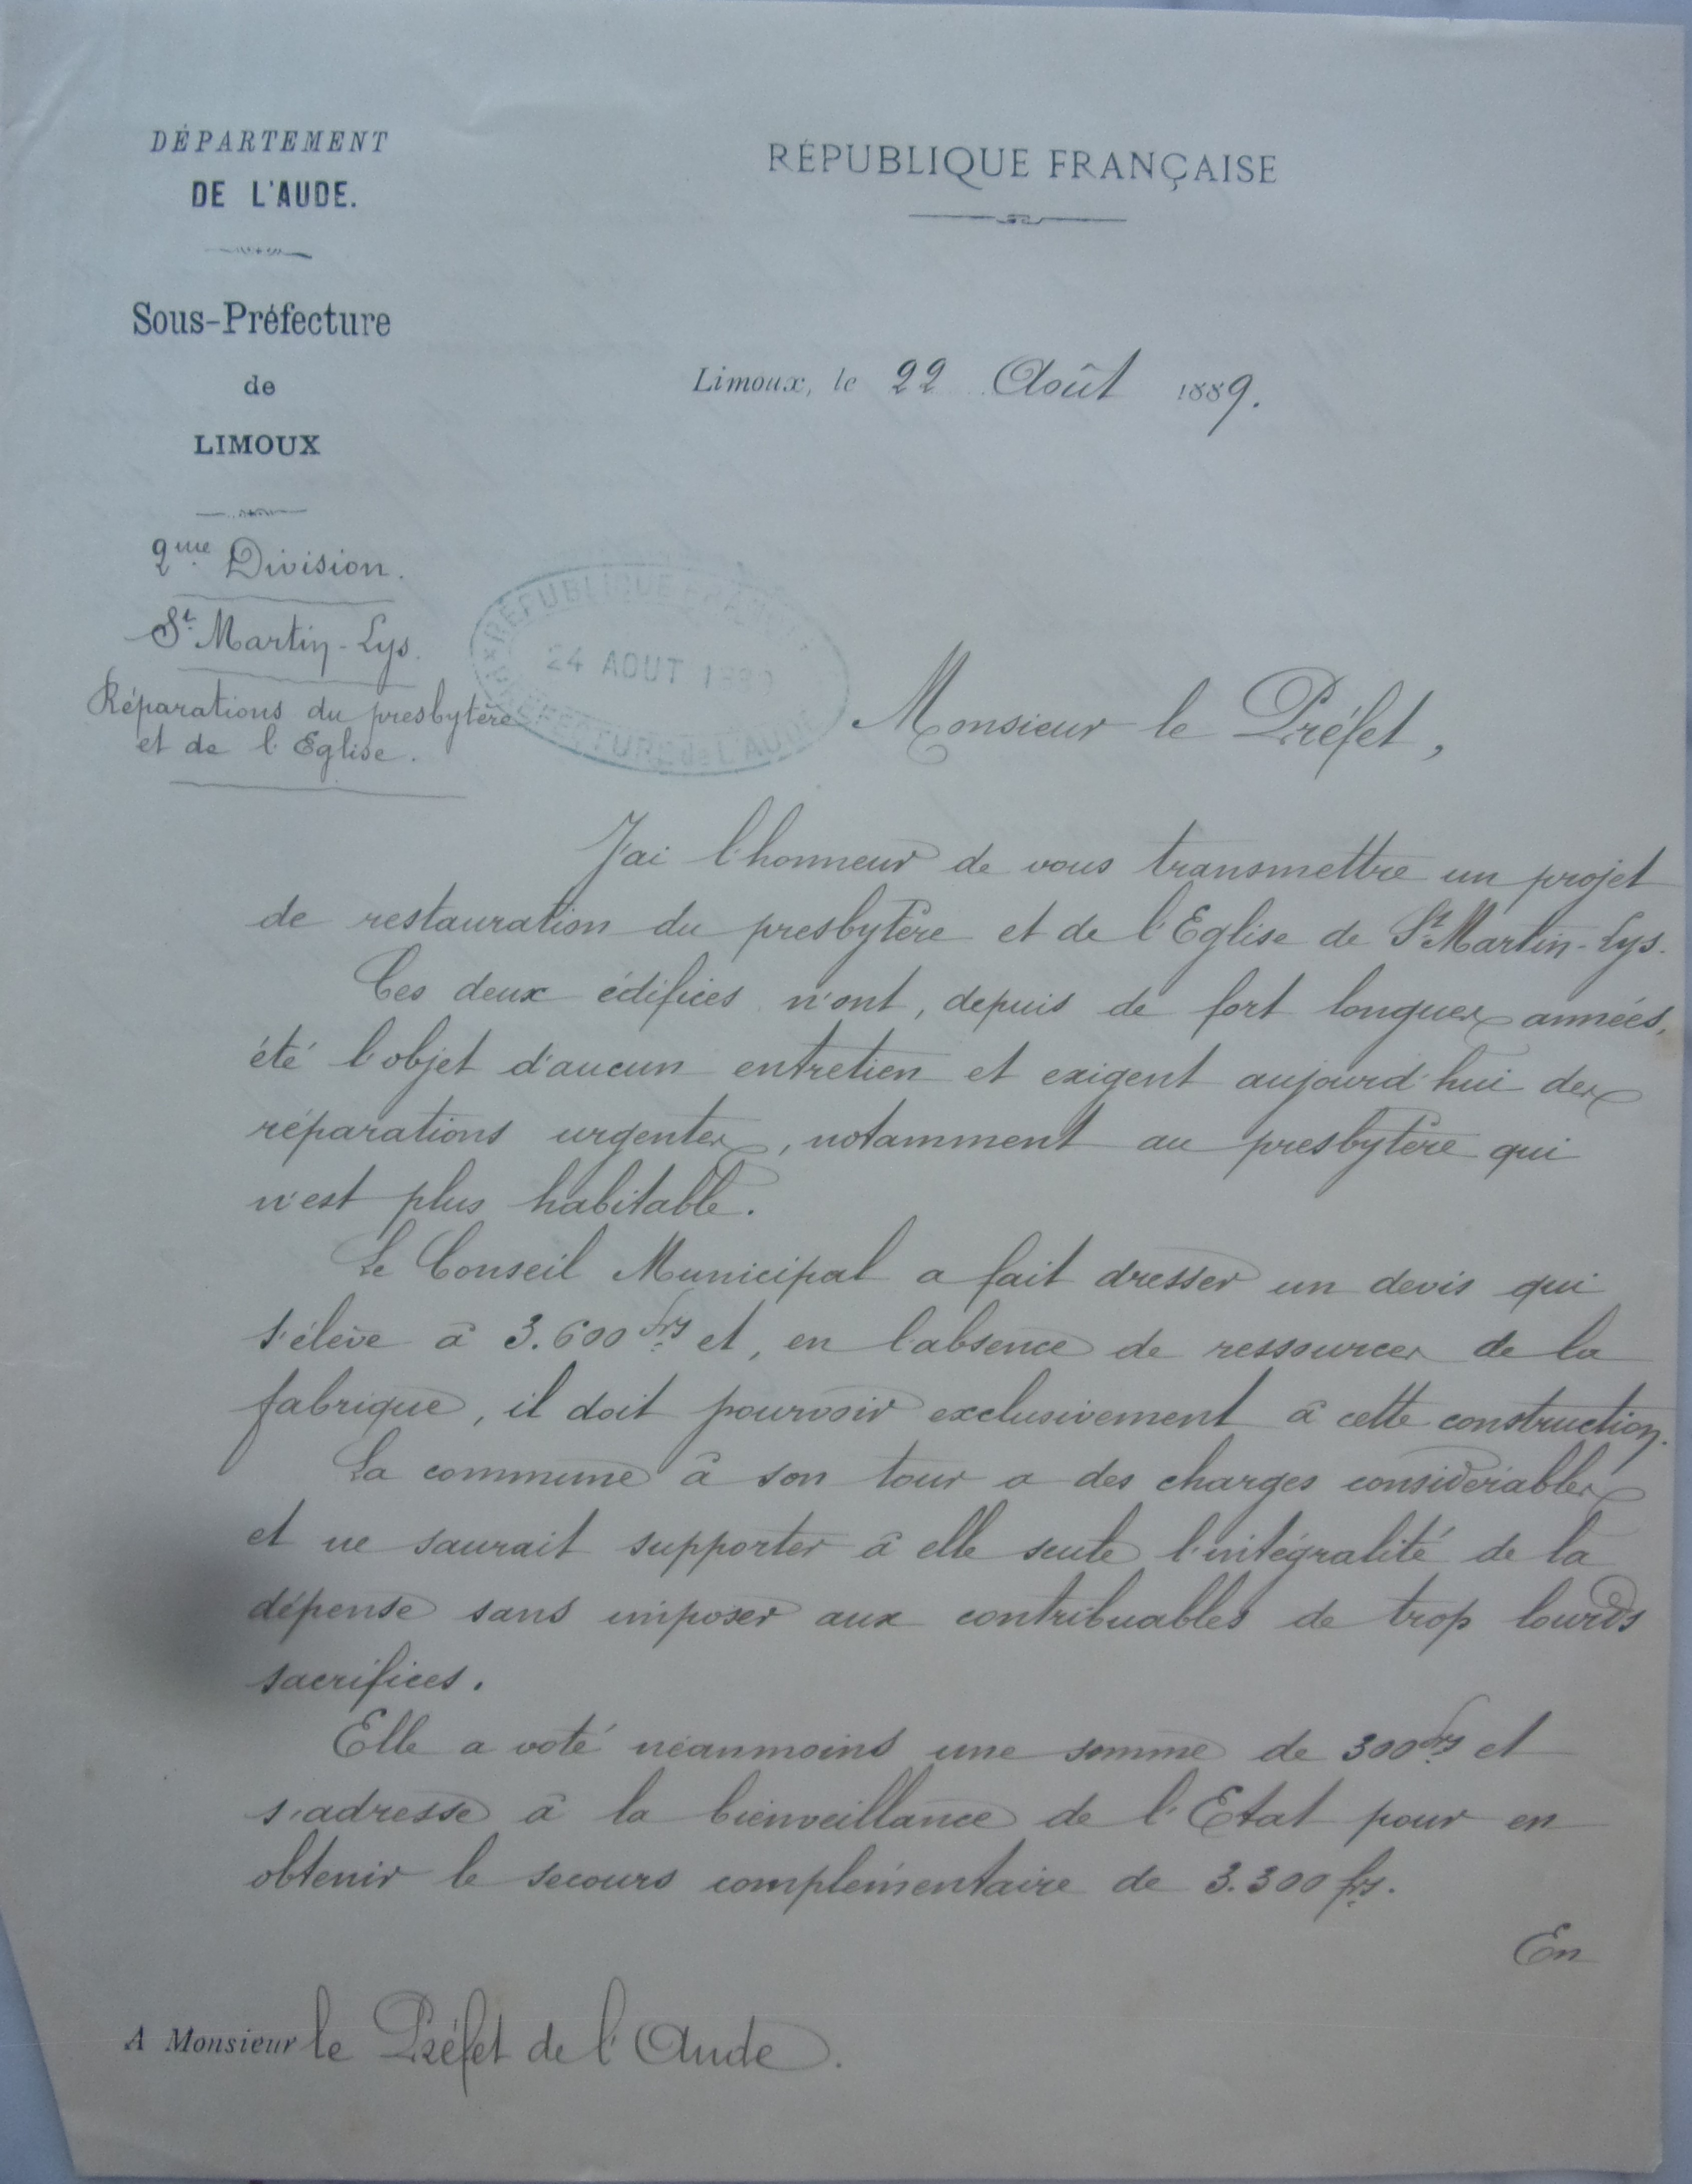 DÉPARTEMENT
DE L'AUDE.
RÉPUBLIQUE FRANÇAISE
Sous-Préfecture
de
LIMOUX
Limoux, le 22 Août 1889.
2me Division.
St Martin-Lys.
Réparations du presbytère
et de l'Eglise.
RÉPUBLIQUE FRANÇAISE
24 AOUT 1889
PRÉFECTURE de L'AUDE
Monsieur le Préfet,
J'ai l'honneur de vous transmettre un projet
de restauration du presbytère et de l'Eglise de St Martin-Lys.
Ces deux édifices n'ont, depuis de fort longues années,
été l'objet d'aucun entretien et exigent aujourd'hui des
réparations urgentes, notamment au presbytère qui
n'est plus habitable.
Le Conseil Municipal a fait dresser un devis qui
s'élève à 3.600 frs et, en l'absence de ressources de la
fabrique, il doit pourvoir exclusivement à cette construction.
La commune à son tour a des charges considérables
et ne saurait supporter à elle seule l'intégralité de la
dépense sans imposer aux contribuables de trop lourds
sacrifices.
Elle a voté néanmoins une somme de 300 frs et
s'adresse à la bienveillance de l'Etat pour en
obtenir le secours complémentaire de 3.300 frs.
En
A Monsieur le Préfet de l'Aude.